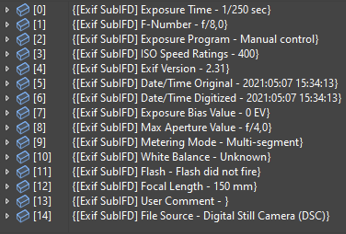 [0] {[Exif SubIFD] Exposure Time - 1/250 sec}
[1] {[Exif SubIFD] F-Number - f/8,0}
[2] {[Exif SubIFD] Exposure Program - Manual control}
[3] {[Exif SubIFD] ISO Speed Ratings - 400}
[4] {[Exif SubIFD] Exif Version - 2.31}
[5] {[Exif SubIFD] Date/Time Original - 2021:05:07 15:34:13}
[6] {[Exif SubIFD] Date/Time Digitized - 2021:05:07 15:34:13}
[7] {[Exif SubIFD] Exposure Bias Value - 0 EV}
[8] {[Exif SubIFD] Max Aperture Value - f/4,0}
[9] {[Exif SubIFD] Metering Mode - Multi-segment}
[10] {[Exif SubIFD] White Balance - Unknown}
[11] {[Exif SubIFD] Flash - Flash did not fire}
[12] {[Exif SubIFD] Focal Length - 150 mm}
[13] {[Exif SubIFD] User Comment - }
[14] {[Exif SubIFD] File Source - Digital Still Camera (DSC)}